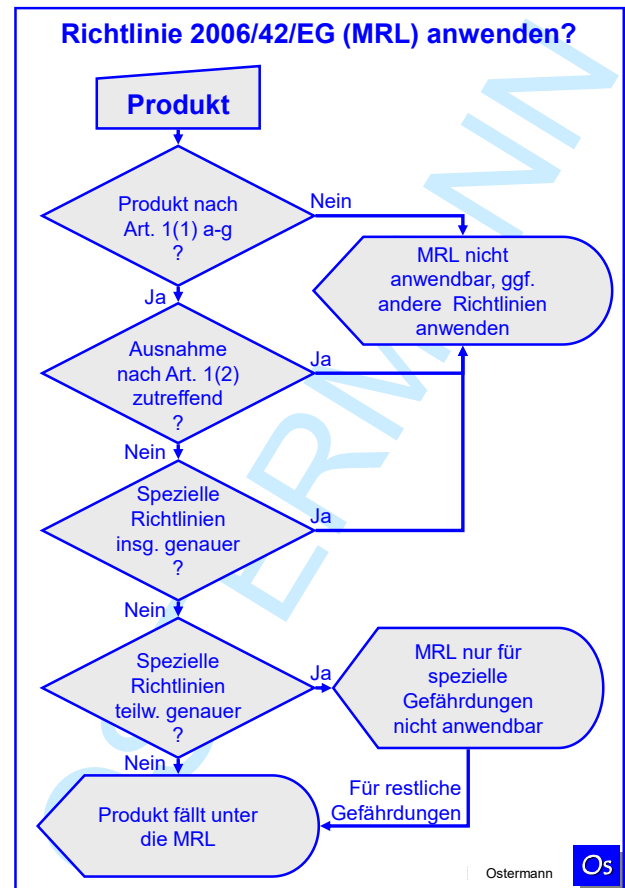 Richtlinie 2006/42/EG (MRL) anwenden?
Produkt
Produkt nach
Art. 1(1) a-g
?
Nein
MRL nicht
anwendbar, ggf.
andere Richtlinien
anwenden
Ja
Ausnahme
nach Art. 1(2)
zutreffend
?
Ja
Nein
Spezielle
Richtlinien
insg. genauer
?
Ja
Nein
Spezielle
Richtlinien
teilw. genauer
?
Ja
MRL nur für
spezielle
Gefährdungen
nicht anwendbar
Nein
Für restliche
Gefährdungen
Produkt fällt unter
die MRL
Ostermann
Os